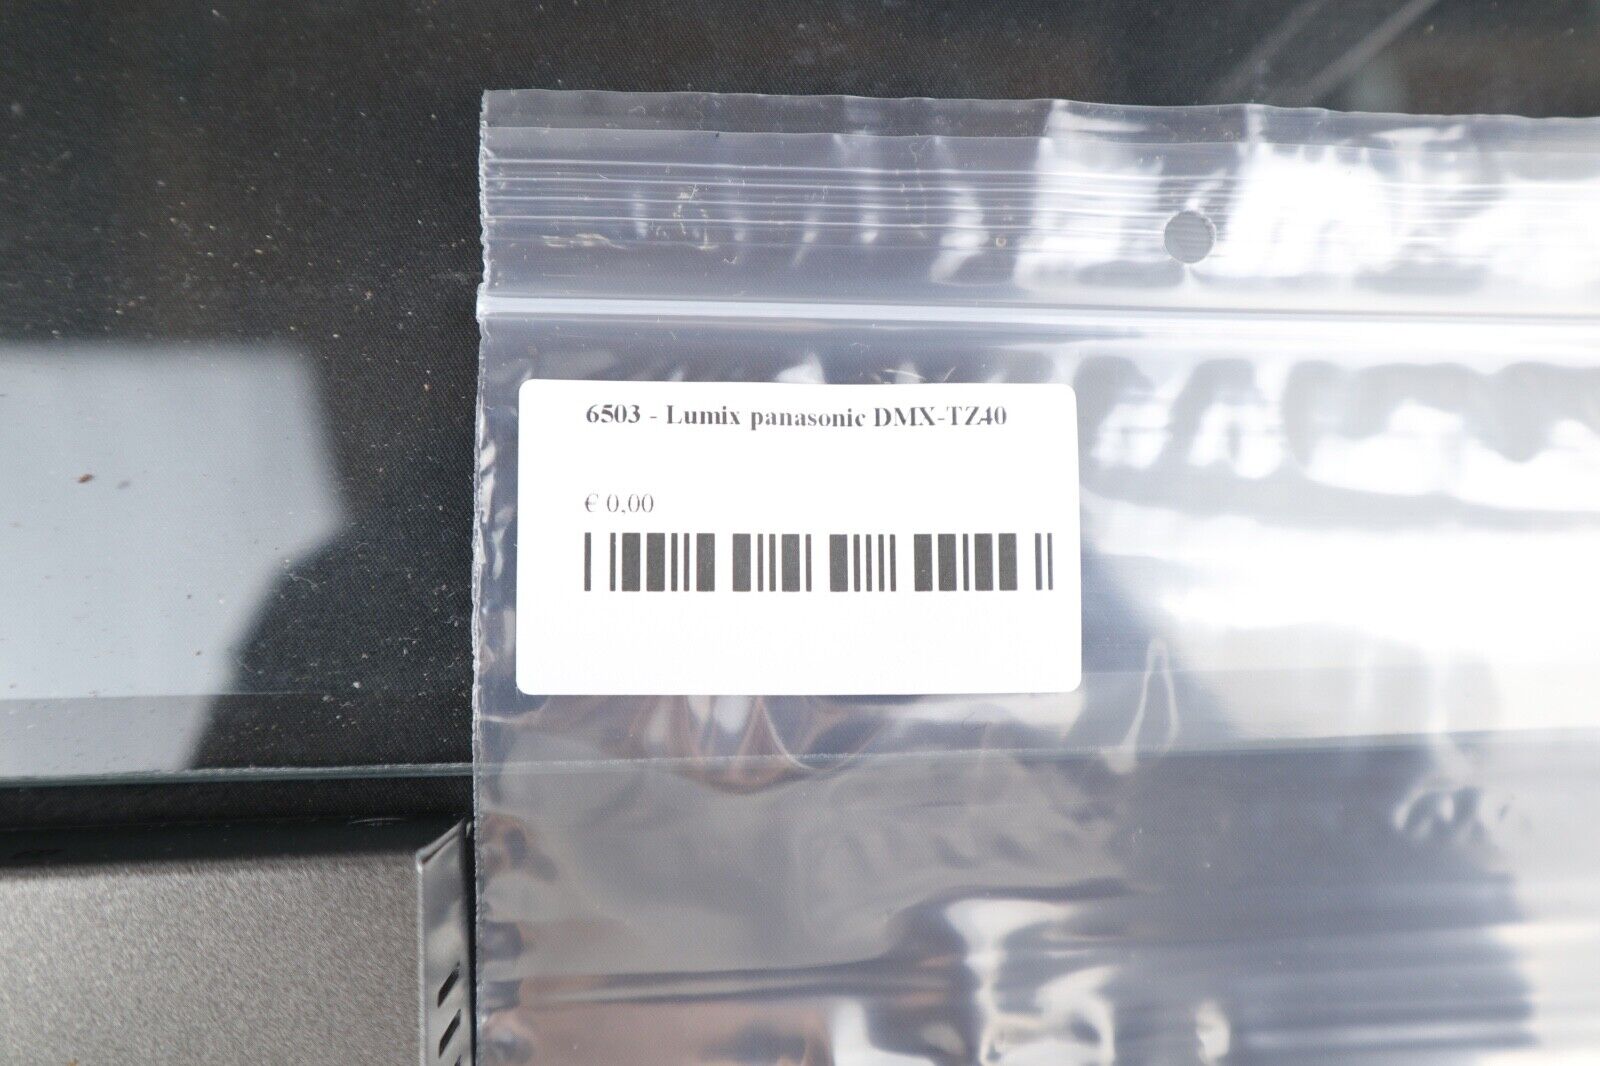 6503 - Lumix panasonic DMX-TZ40
€ 0,00